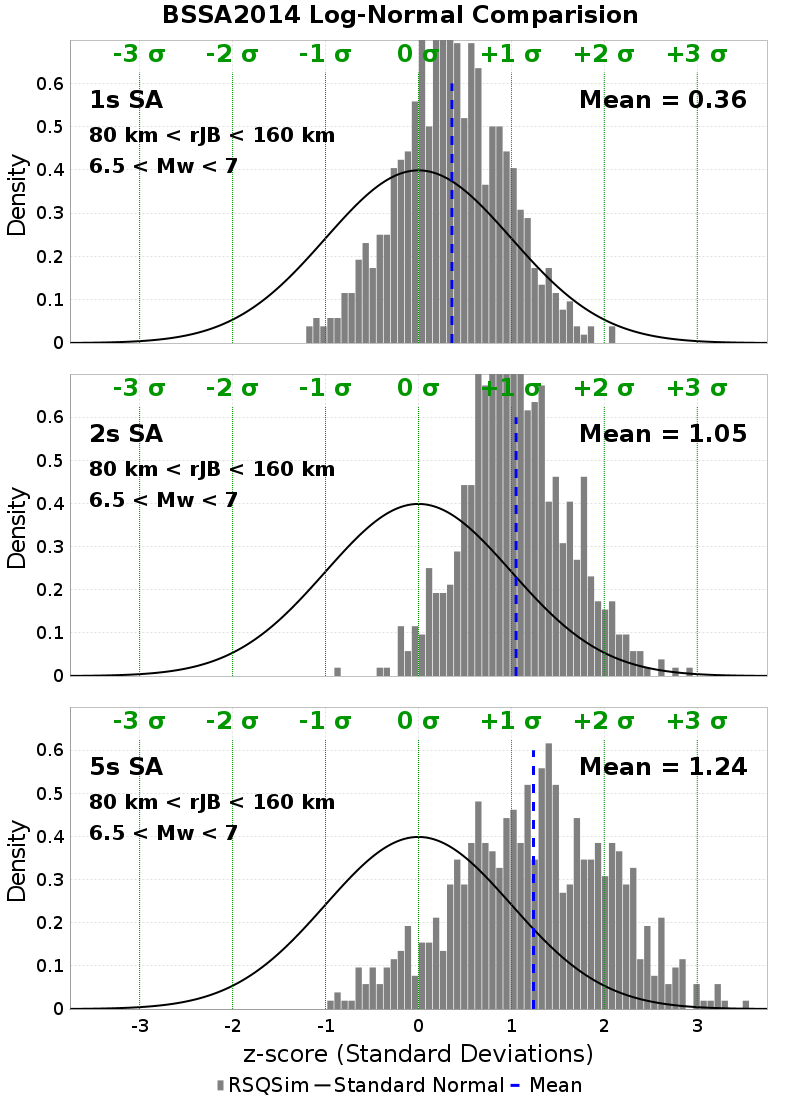 BSSA2014 Log-Normal Comparision
-3 σ -2 σ -1 σ 0 σ +1 σ +2 σ +3 σ
1s SA Mean = 0.36
80 km < rJB < 160 km
6.5 < Mw < 7
Density
0.6
0.5
0.4
0.3
0.2
0.1
0
-3 σ -2 σ -1 σ 0 σ +1 σ +2 σ +3 σ
2s SA Mean = 1.05
80 km < rJB < 160 km
6.5 < Mw < 7
Density
0.6
0.5
0.4
0.3
0.2
0.1
0
-3 σ -2 σ -1 σ 0 σ +1 σ +2 σ +3 σ
5s SA Mean = 1.24
80 km < rJB < 160 km
6.5 < Mw < 7
Density
0.6
0.5
0.4
0.3
0.2
0.1
0
-3 -2 -1 0 1 2 3
z-score (Standard Deviations)
RSQSim Standard Normal Mean